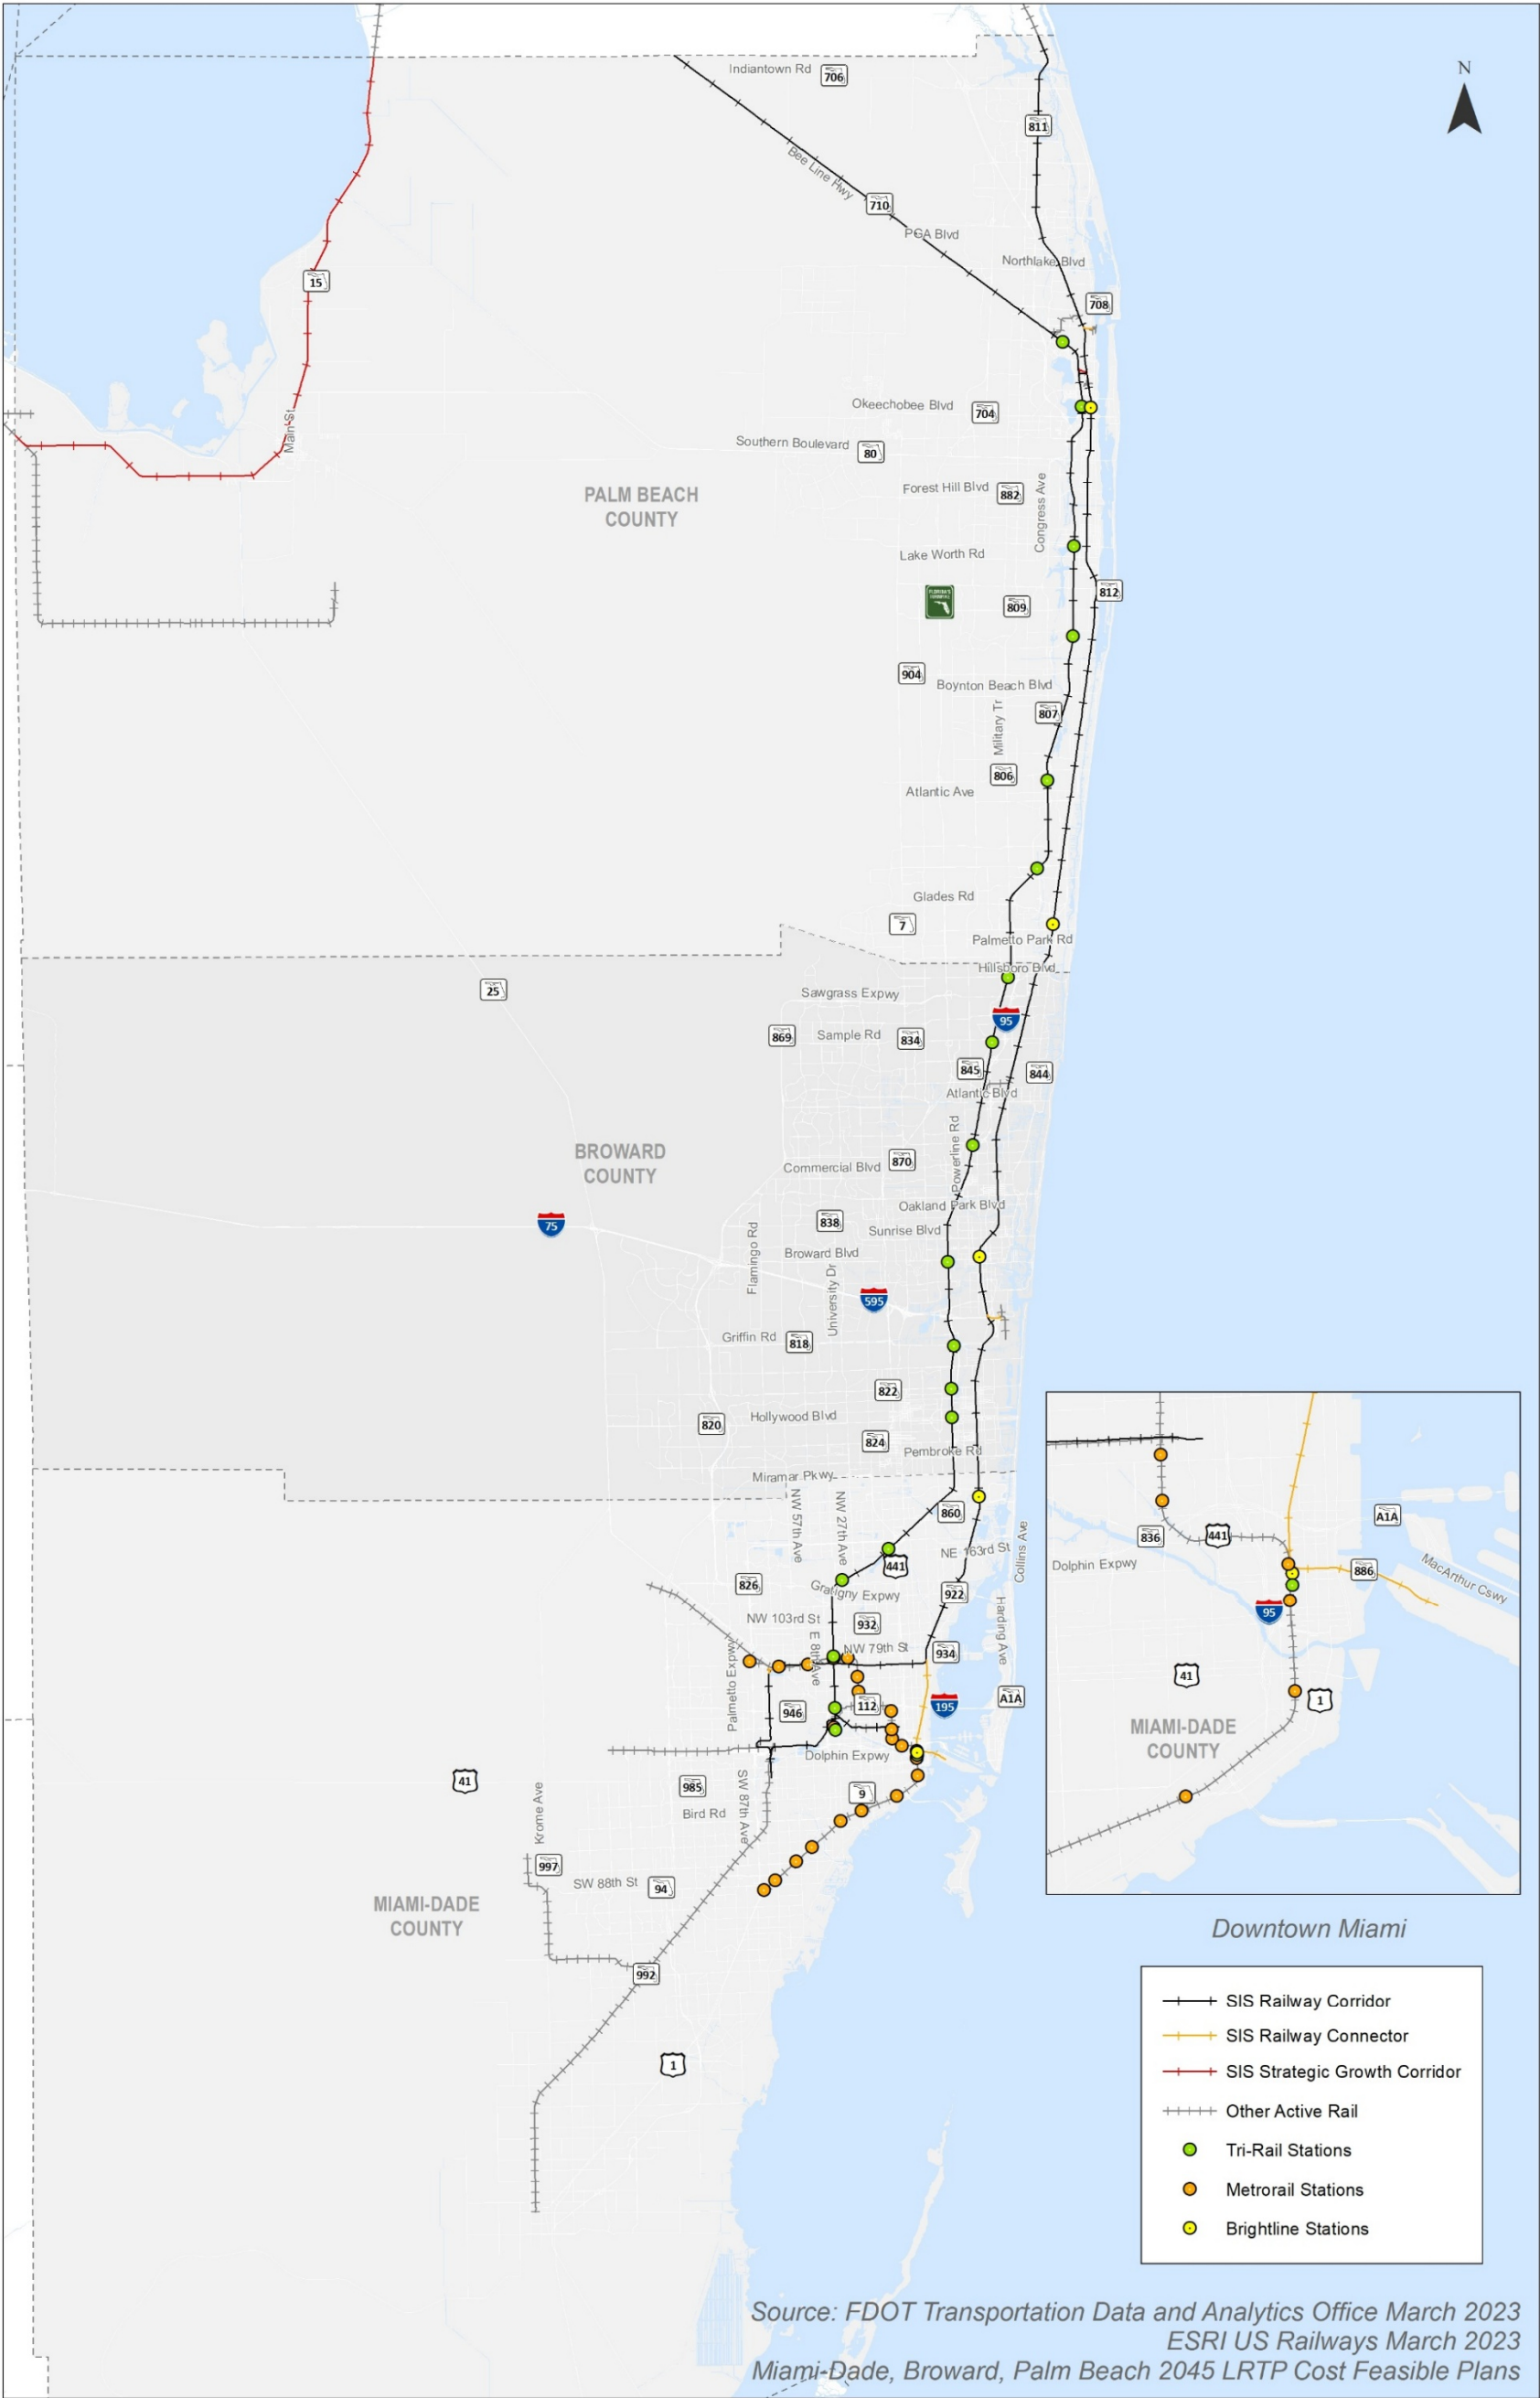 N
Indiantown Rd
706
811
Bee Line Hwy
710
PGA Blvd
Northlake Blvd
15
708
Main St
Okeechobee Blvd
704
Southern Boulevard
80
Forest Hill Blvd
882
Congress Ave
PALM BEACH
COUNTY
Lake Worth Rd
812
809
904
Boynton Beach Blvd
Military Tr
807
806
Atlantic Ave
Glades Rd
7
Palmetto Park Rd
Hillsboro Blvd
25
Sawgrass Expwy
95
869
Sample Rd
834
845
844
Atlantic Blvd
Powerline Rd
BROWARD
COUNTY
Commercial Blvd
870
Oakland Park Blvd
75
838
Sunrise Blvd
Flamingo Rd
Broward Blvd
University Dr
595
Griffin Rd
818
822
820
Hollywood Blvd
824
Pembroke Rd
Miramar Pkwy
NW 57th Ave
NW 27th Ave
860
Collins Ave
NE 163rd St
441
826
Gratigny Expwy
922
NW 103rd St
932
Harding Ave
E 8th Ave
NW 79th St
934
Palmetto Expwy
946
112
195
A1A
Dolphin Expwy
41
985
SW 87th Ave
9
Krome Ave
Bird Rd
997
SW 88th St
94
MIAMI-DADE
COUNTY
992
1
836
441
A1A
Dolphin Expwy
886
MacArthur Cswy
95
41
1
MIAMI-DADE
COUNTY
Downtown Miami
SIS Railway Corridor
SIS Railway Connector
SIS Strategic Growth Corridor
Other Active Rail
Tri-Rail Stations
Metrorail Stations
Brightline Stations
Source: FDOT Transportation Data and Analytics Office March 2023
ESRI US Railways March 2023
Miami-Dade, Broward, Palm Beach 2045 LRTP Cost Feasible Plans